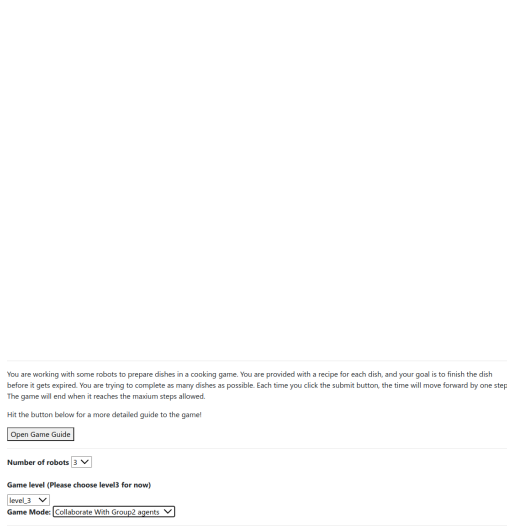 You are working with some robots to prepare dishes in a cooking game. You are provided with a recipe for each dish, and your goal is to finish the dish
before it gets expired. You are trying to complete as many dishes as possible. Each time you click the submit button, the time will move forward by one step
The game will end when it reaches the maxium steps allowed.
Hit the button below for a more detailed guide to the game!
Open Game Guide
Number of robots 3
Game level (Please choose level3 for now)
level_3
Game Mode: Collaborate With Group2 agents